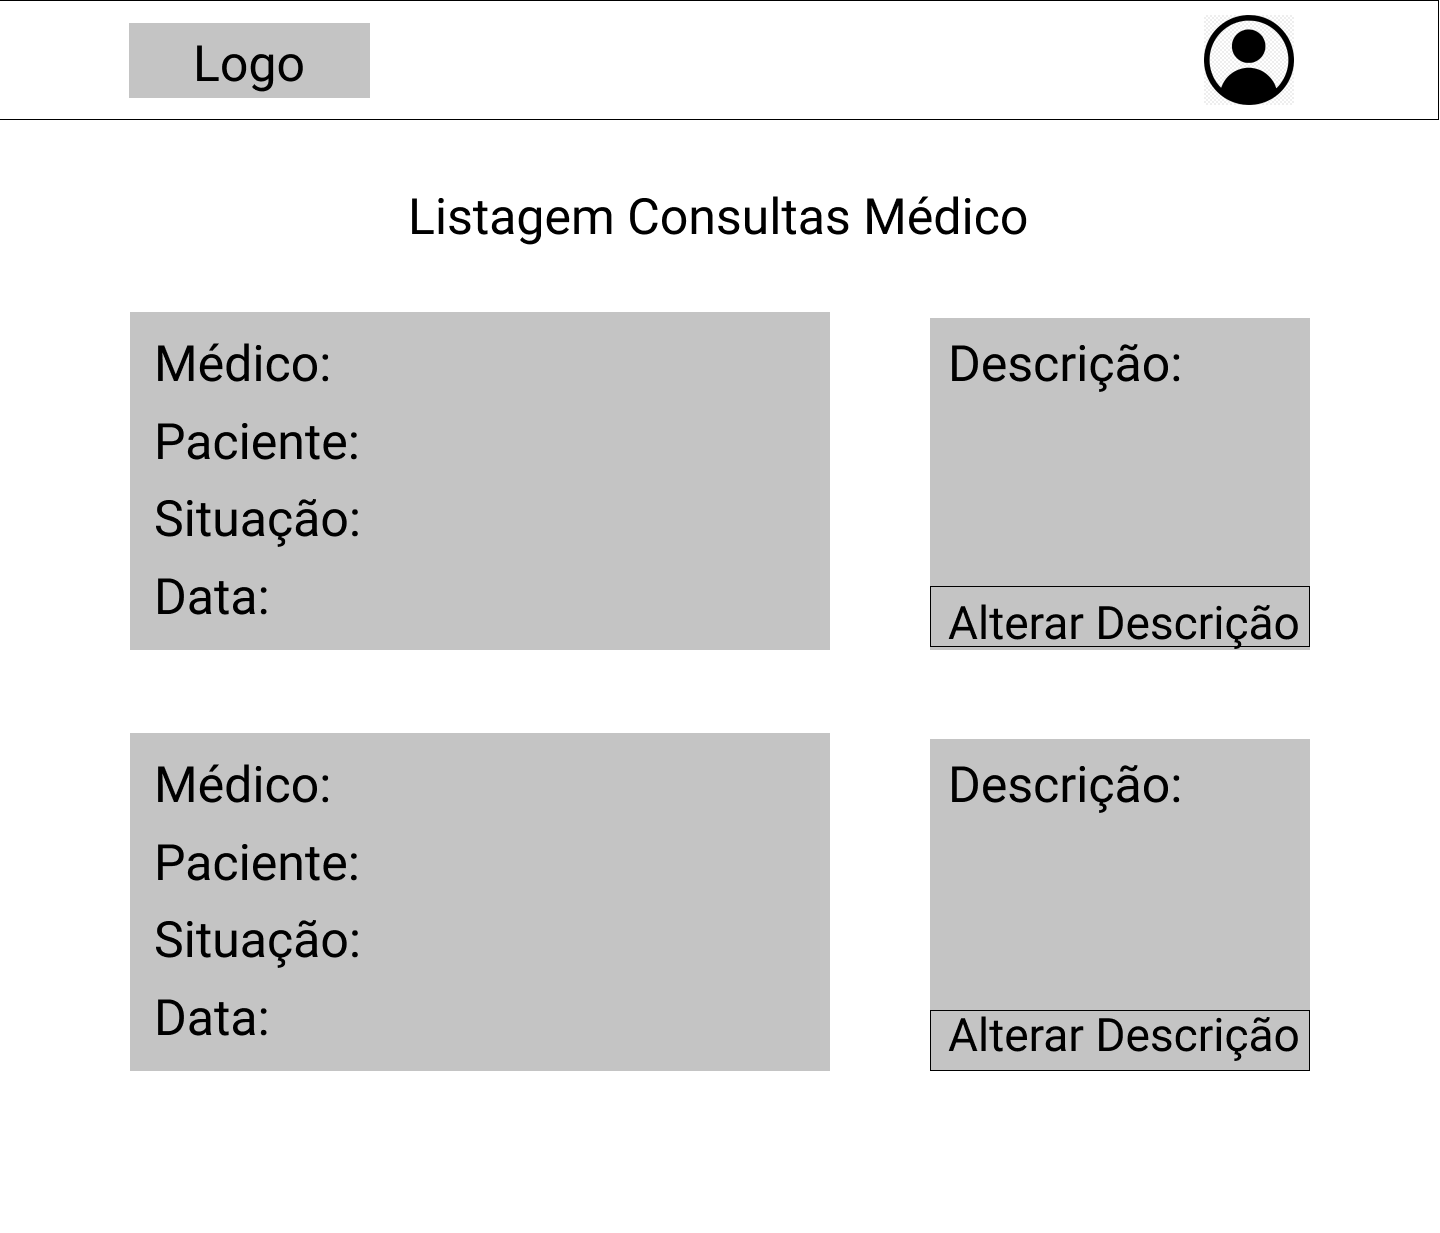 Logo
Listagem Consultas Médico
Médico:
Paciente:
Situação:
Data:
Descrição:
Alterar Descrição
Médico:
Paciente:
Situação:
Data:
Descrição:
Alterar Descrição